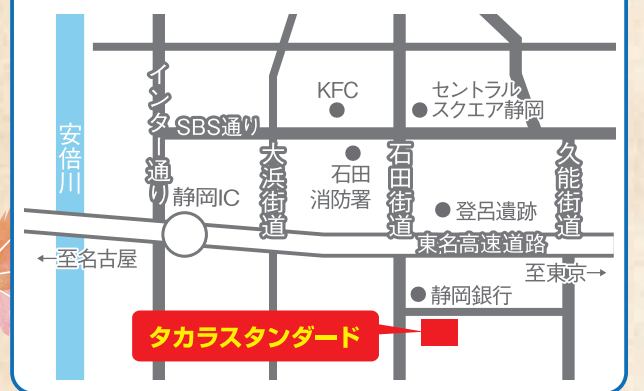 KFC
セントラル
スクエア静岡
インター通り
SBS通り
安倍川
大浜街道
石田
消防署
石田街道
久能街道
静岡IC
登呂遺跡
東名高速道路
←至名古屋
至東京→
静岡銀行
タカラスタンダード